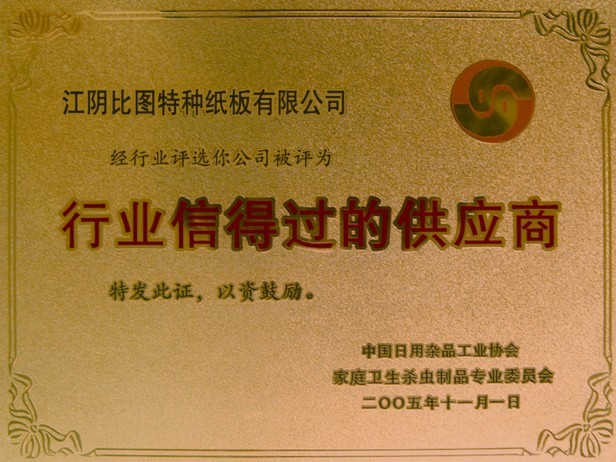 江阴比图特种纸板有限公司
经行业评选你公司被评为
行业信得过的供应商
特发此证，以资鼓励。
中国日用杂品工业协会
家庭卫生杀虫制品专业委员会
二〇〇五年十一月一日